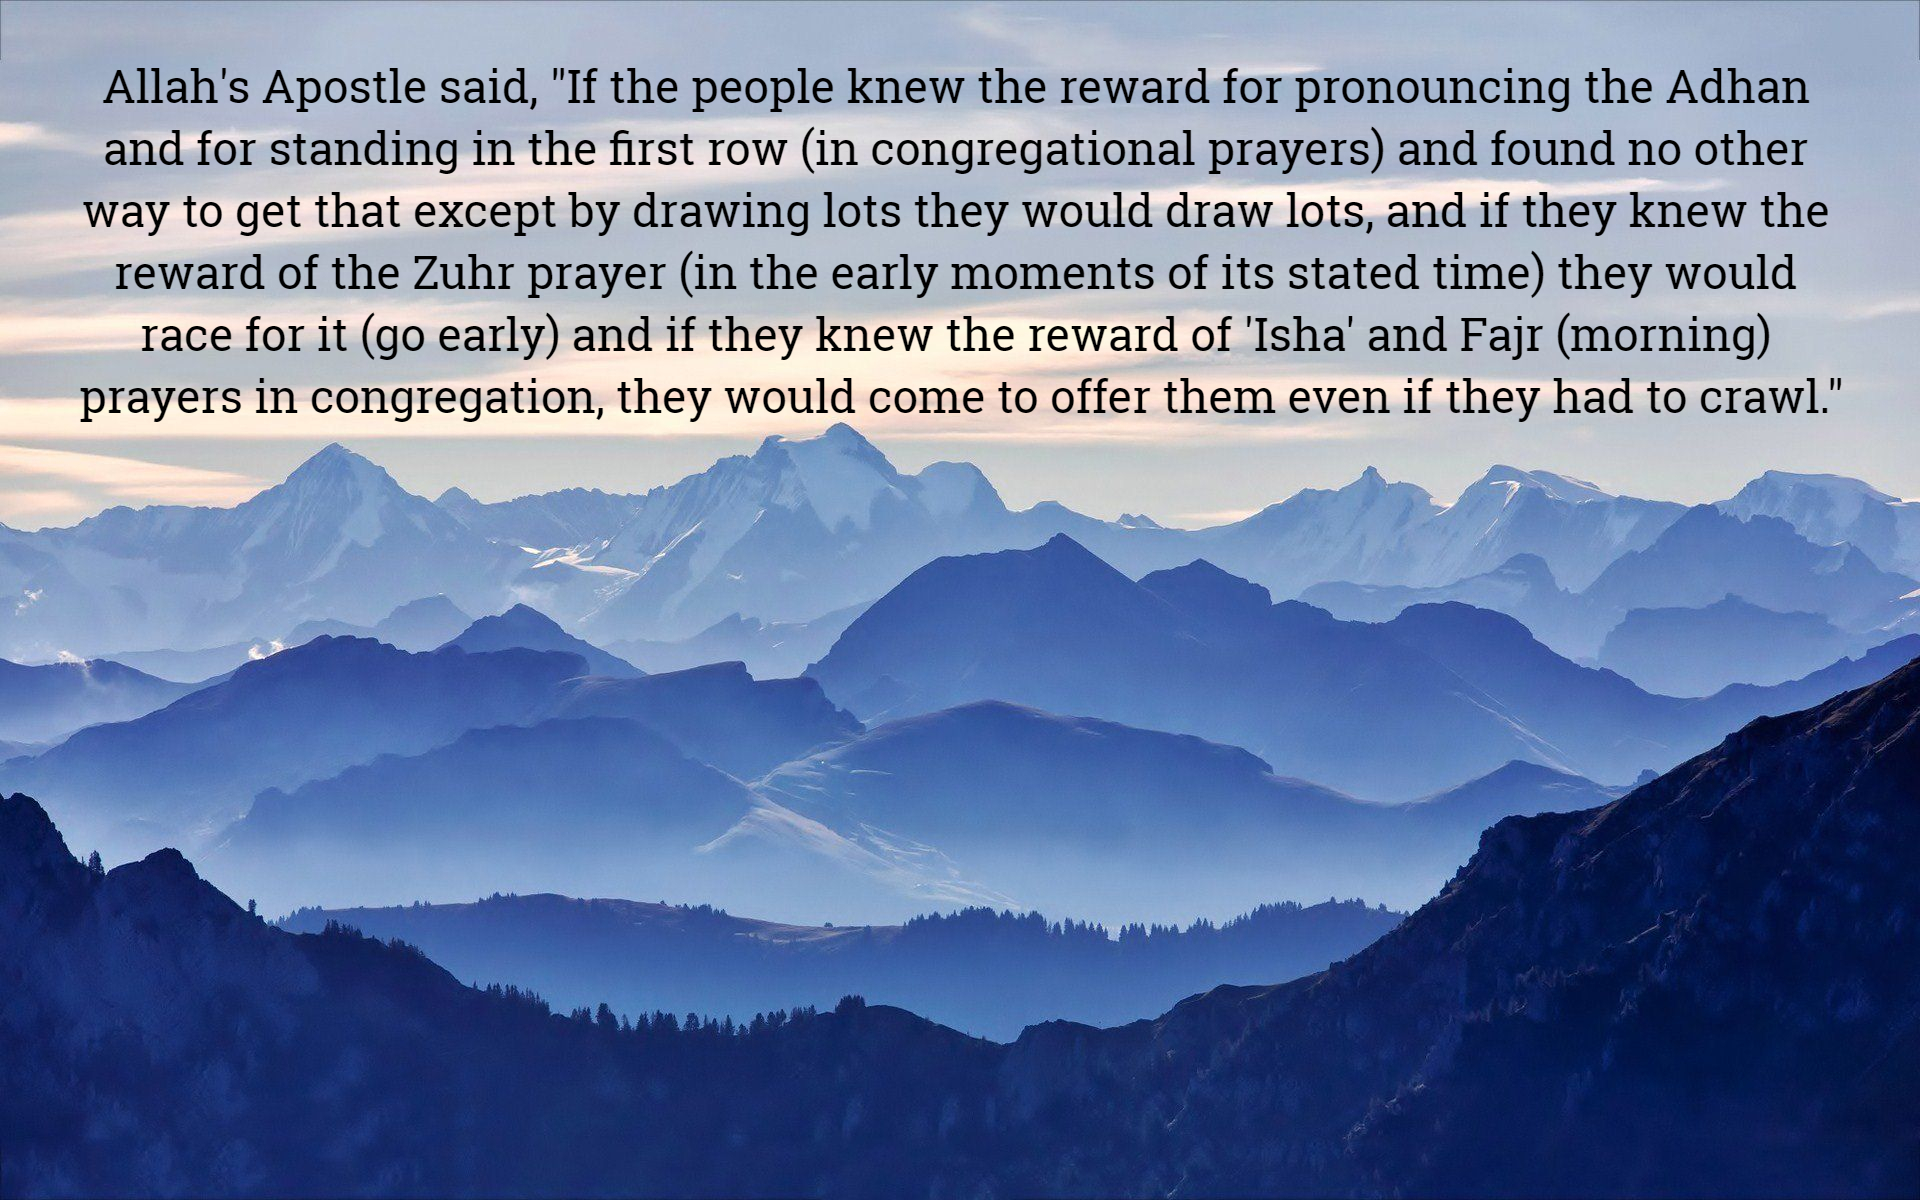 Allah's Apostle said, "If the people knew the reward for pronouncing the Adhan
and for standing in the first row (in congregational prayers) and found no other
way to get that except by drawing lots they would draw lots, and if they knew the
reward of the Zuhr prayer (in the early moments of its stated time) they would
race for it (go early) and if they knew the reward of 'Isha' and Fajr (morning)
prayers in congregation, they would come to offer them even if they had to crawl."